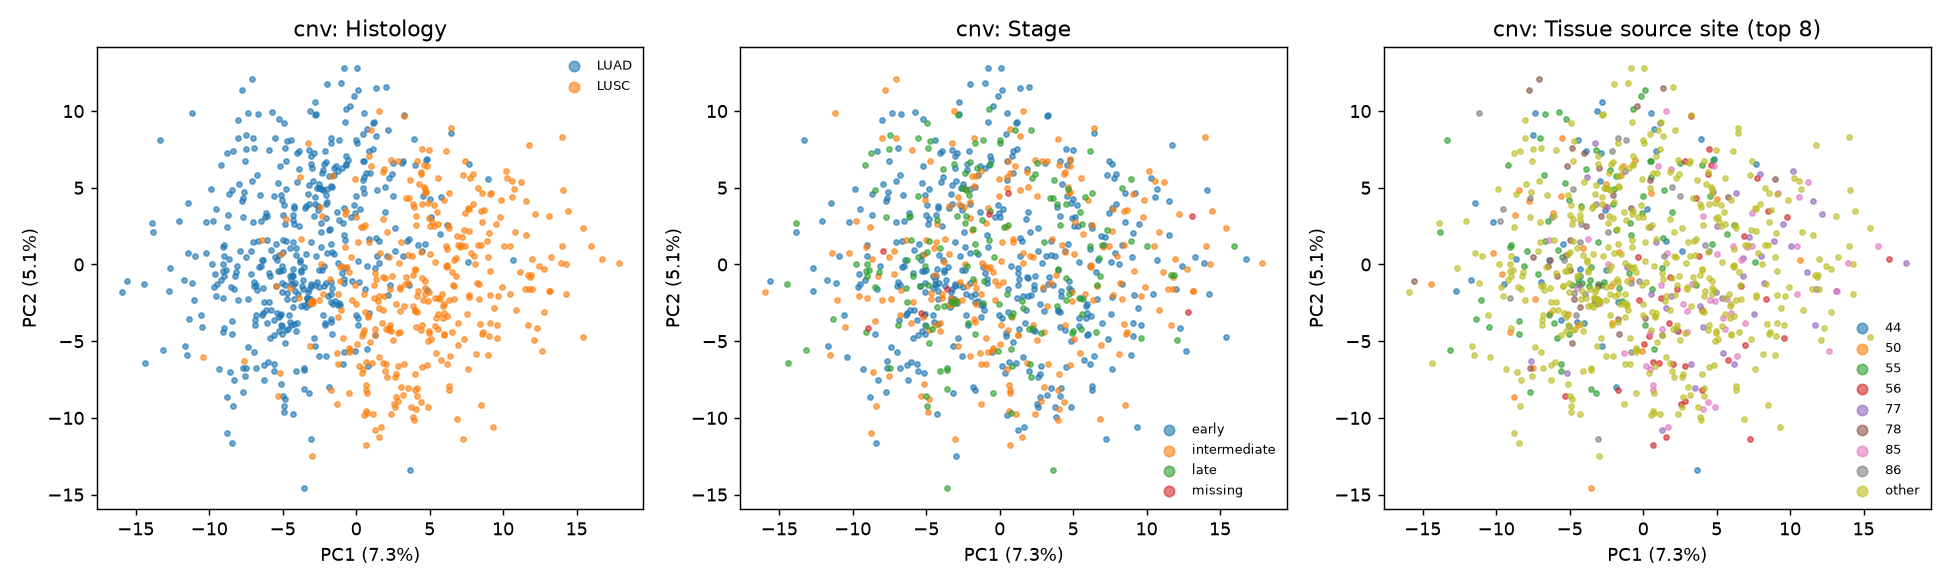 cnv: Histology
LUAD
LUSC
10
5
0
−5
−10
−15
PC2 (5.1%)
−15 −10 −5 0 5 10 15
PC1 (7.3%)
cnv: Stage
10
5
0
−5
−10
−15
PC2 (5.1%)
early
intermediate
late
missing
−15 −10 −5 0 5 10 15
PC1 (7.3%)
cnv: Tissue source site (top 8)
10
5
0
−5
−10
−15
PC2 (5.1%)
44
50
55
56
77
78
85
86
other
−15 −10 −5 0 5 10 15
PC1 (7.3%)